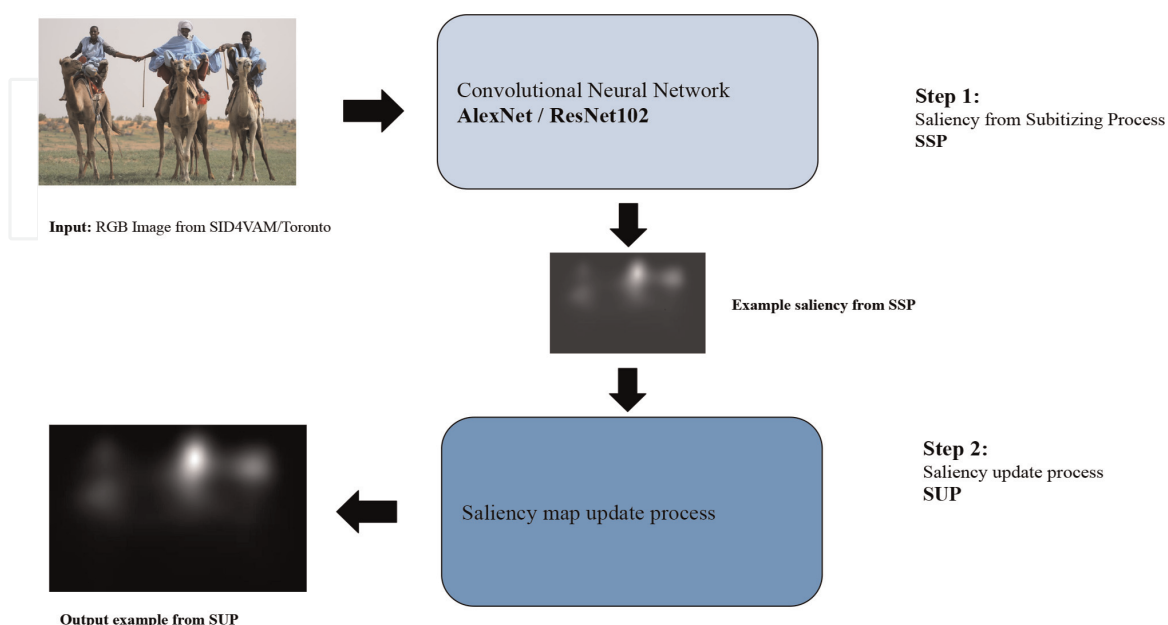 Convolutional Neural Network
AlexNet / ResNet102
Step 1:
Saliency from Subitizing Process
SSP
Input: RGB Image from SID4VAM/Toronto
Example saliency from SSP
Saliency map update process
Step 2:
Saliency update process
SUP
Output example from SUP